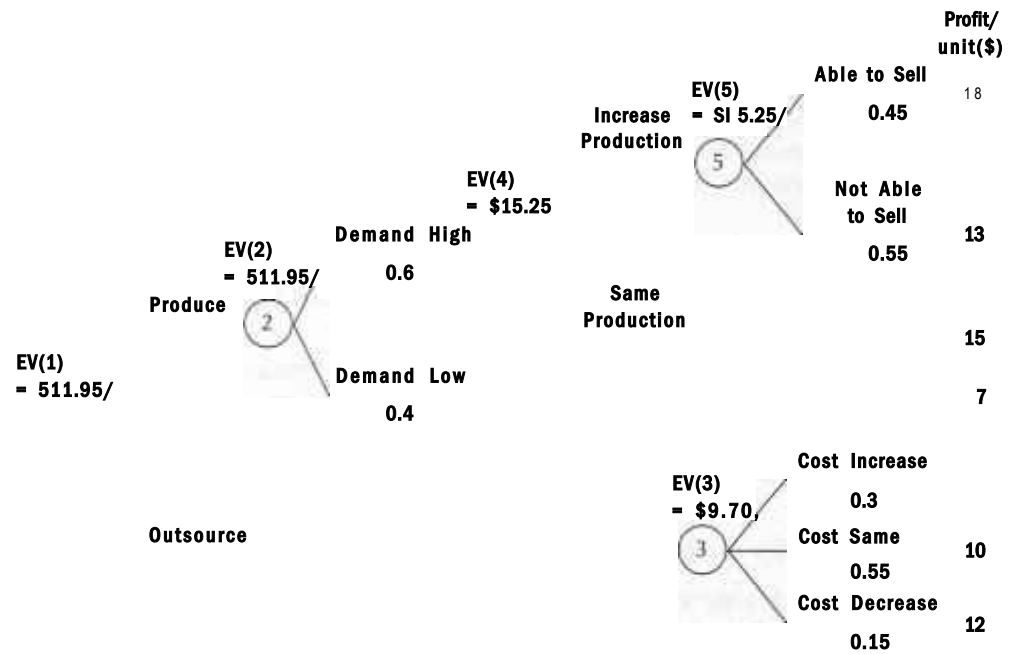 Profit/
unit($)
Able to Sell
18
0.45
EV(5)
= SI 5.25/
Increase
Production
5
Not Able
to Sell
13
0.55
EV(4)
= $15.25
Demand High
0.6
EV(2)
= 511.95/
Produce
2
Same
Production
15
EV(1)
= 511.95/
Demand Low
7
0.4
Cost Increase
0.3
EV(3)
= $9.70,
Outsource
3
Cost Same
10
0.55
Cost Decrease
12
0.15